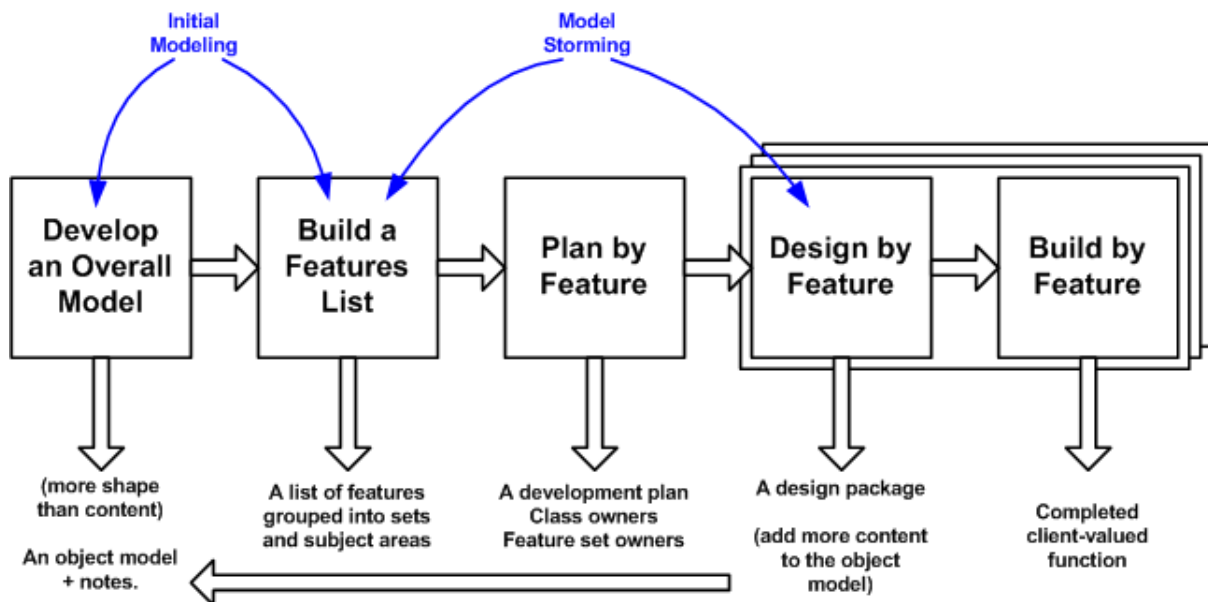 Initial
Modeling
Model
Storming
Develop
an Overall
Model
Build a
Features
List
Plan by
Feature
Design by
Feature
Build by
Feature
(more shape
than content)
An object model
+ notes.
A list of features
grouped into sets
and subject areas
A development plan
Class owners
Feature set owners
A design package
(add more content
to the object
model)
Completed
client-valued
function